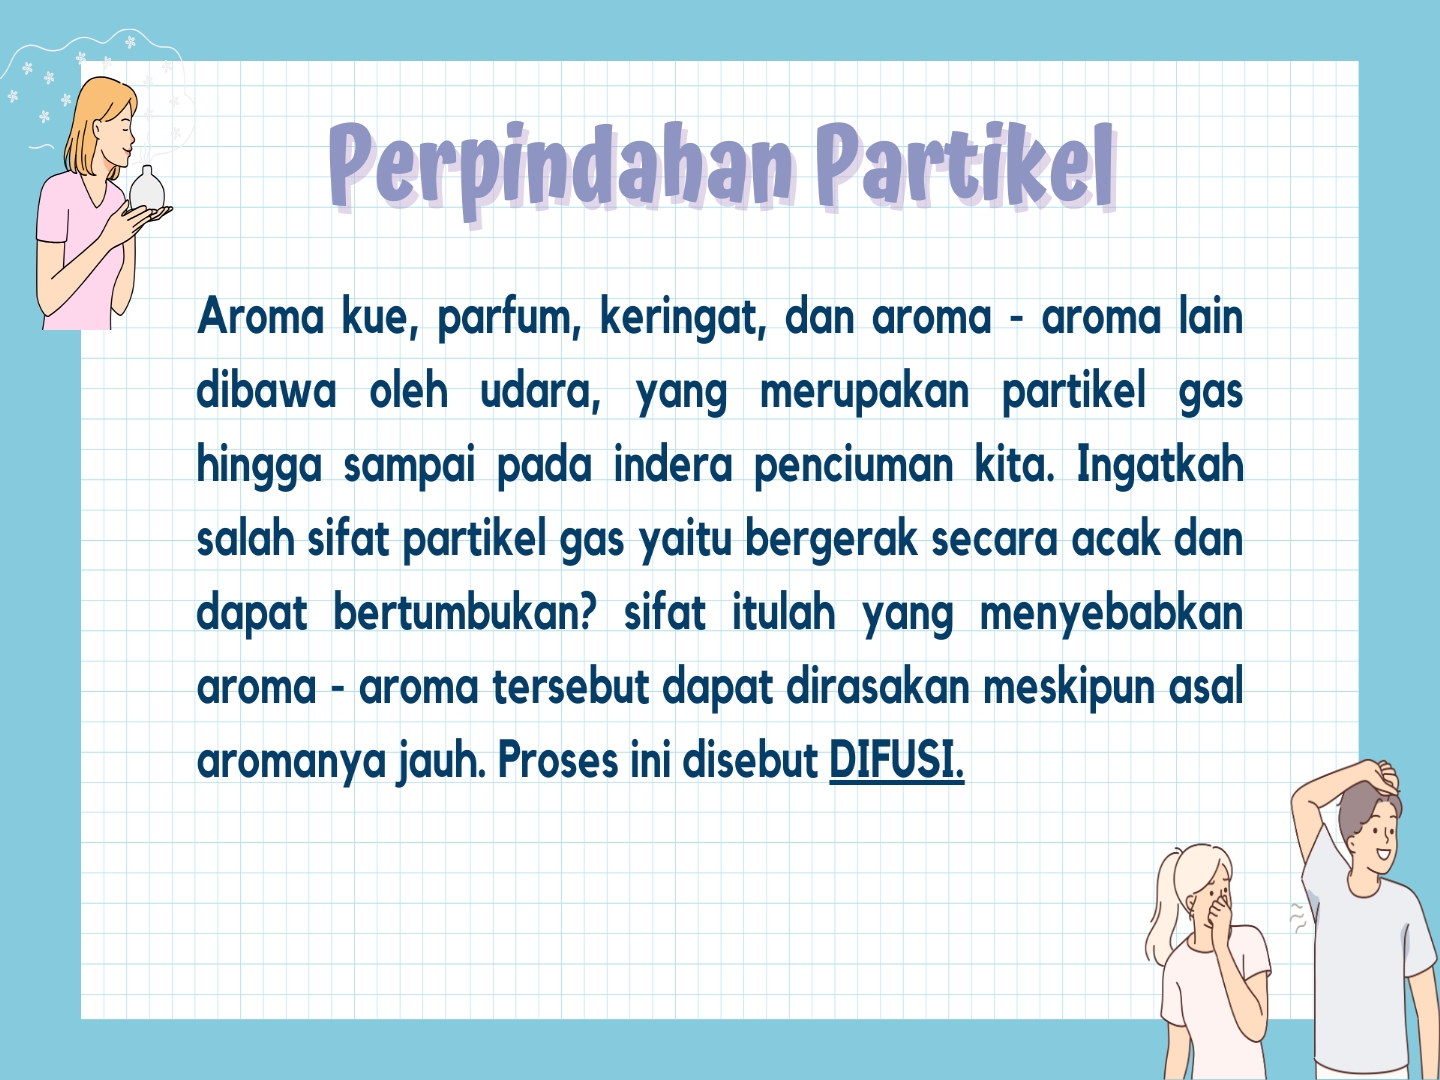 Perpindahan Partikel
Aroma kue, parfum, keringat, dan aroma - aroma lain
dibawa oleh udara, yang merupakan partikel gas
hingga sampai pada indera penciuman kita. Ingatkah
salah sifat partikel gas yaitu bergerak secara acak dan
dapat bertumbukan? sifat itulah yang menyebabkan
aroma - aroma tersebut dapat dirasakan meskipun asal
aromanya jauh. Proses ini disebut DIFUSI.